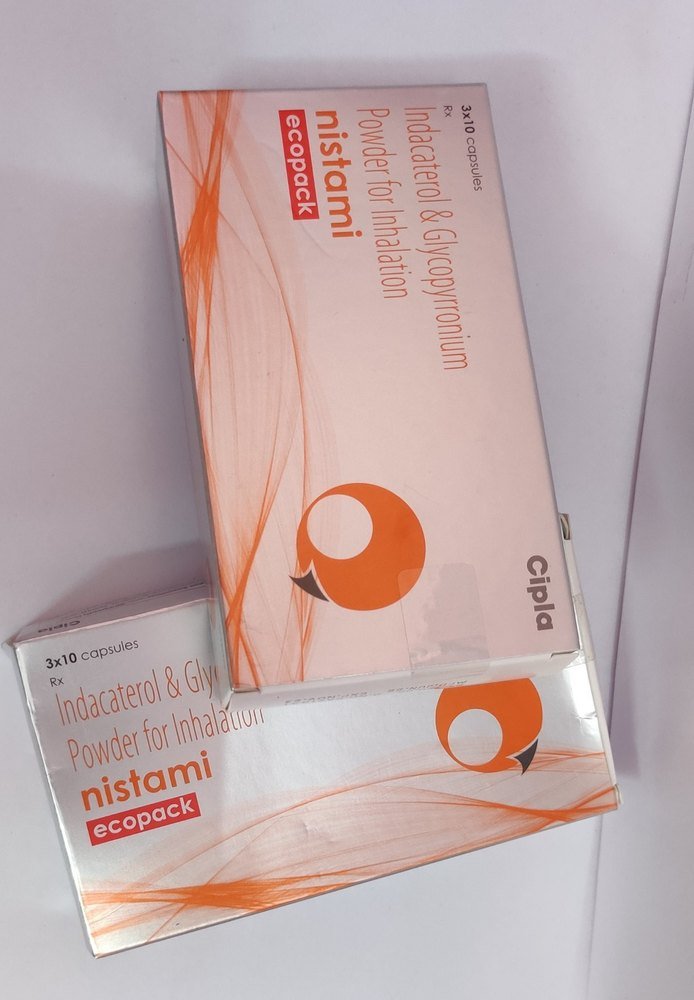 3x10 capsules
Rx
Indacaterol & Glycopyrronium
Powder for Inhalation
nistami
ecopack
Cipla
Cipla
3x10 capsules
Rx
Indacaterol &
Powder for Inhalation
nistami
ecopack